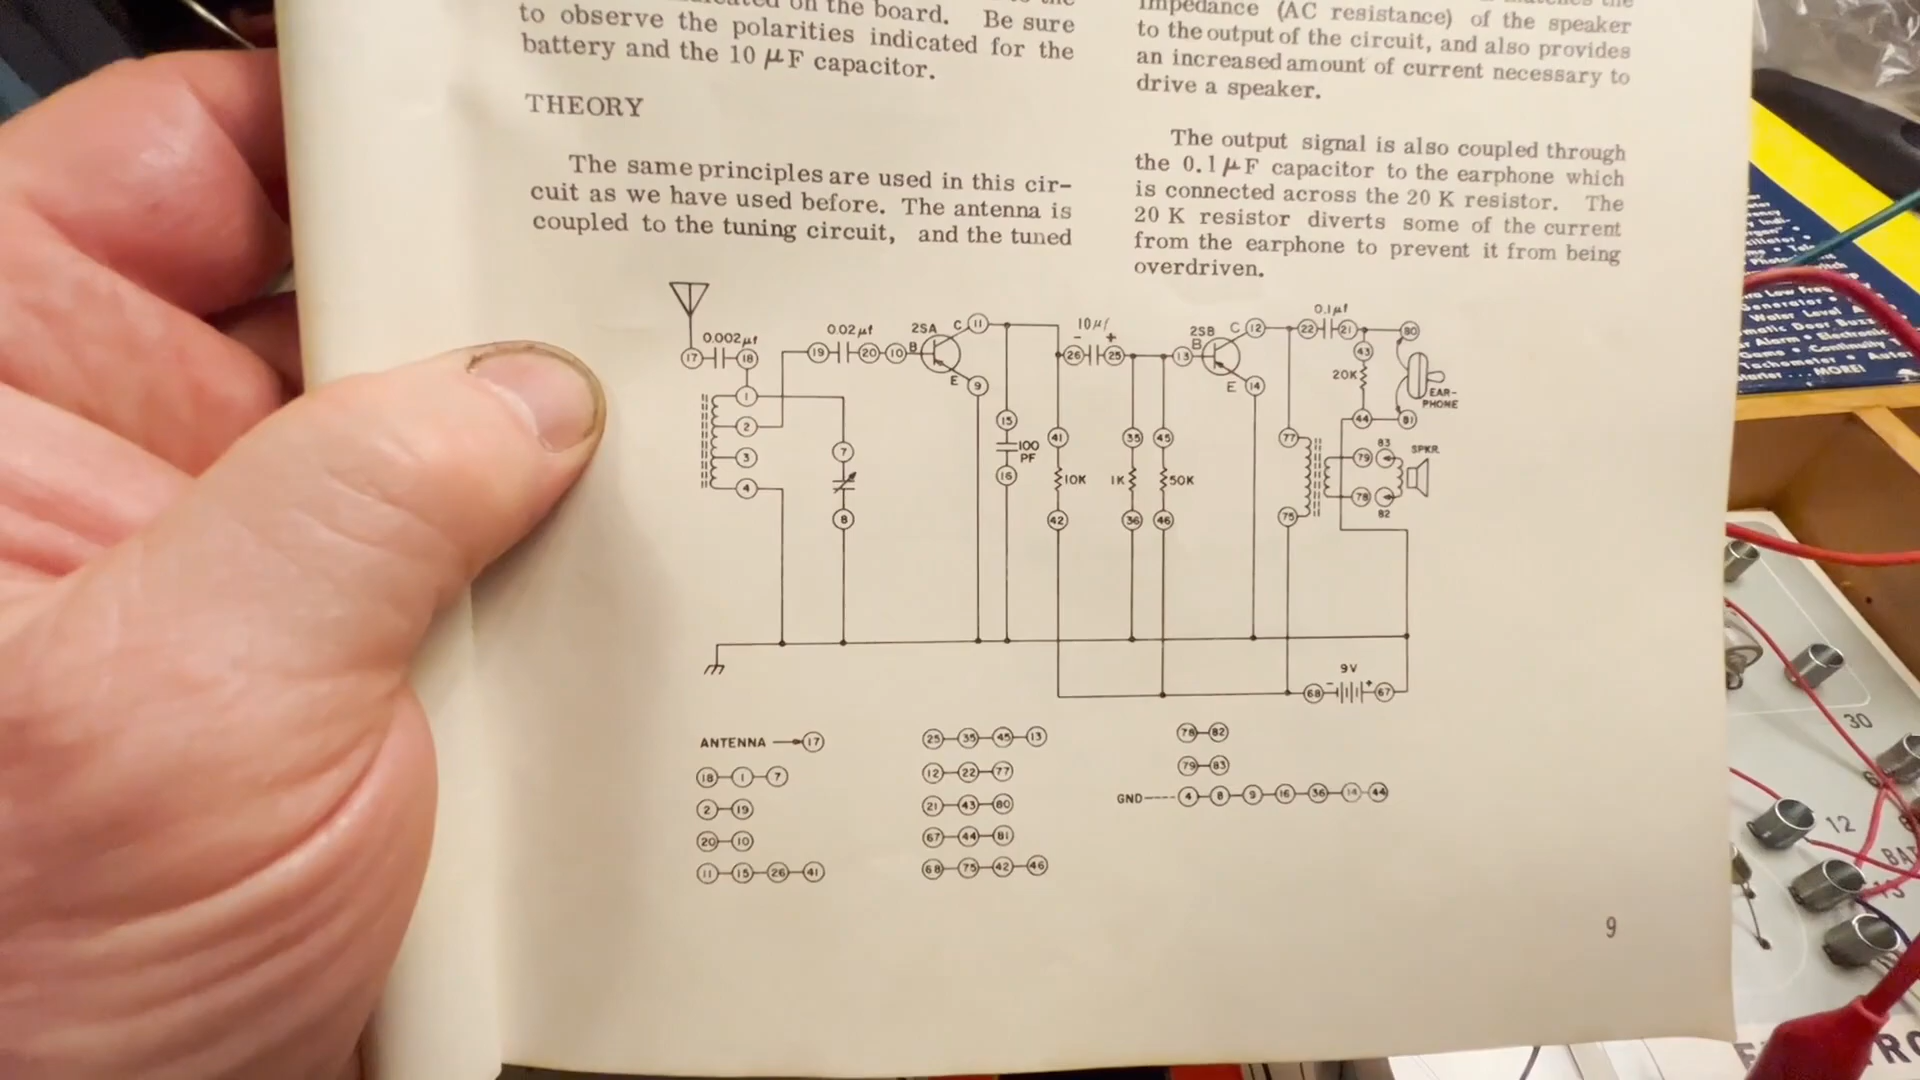 on the board. Be sure
to observe the polarities indicated for the
battery and the 10 μF capacitor.
THEORY
The same principles are used in this cir-
cuit as we have used before. The antenna is
coupled to the tuning circuit, and the tuned
Impedance (AC resistance) of the speaker
to the output of the circuit, and also provides
an increased amount of current necessary to
drive a speaker.
The output signal is also coupled through
the 0.1 μF capacitor to the earphone which
is connected across the 20 K resistor. The
20 K resistor diverts some of the current
from the earphone to prevent it from being
overdriven.
0.002μf
17 18
1
2
3
4
7
8
0.02μf
19 20 10
2SA
B C 11
E 9
15
100
PF
16
10μf
- +
26 25
41
10K
42
35
1K
36
45
50K
46
2SB
13 B C 12
E 14
0.1μf
22 21
43
20K
44
80
EAR-
PHONE
81
77
75
79 83
78 82
SPKR
9V
68 - + 67
ANTENNA 17
18 1 7
2 19
20 10
11 15 26 41
25 35 45 13
12 22 77
21 43 80
67 44 81
68 75 42 46
78 82
79 83
GND 4 8 9 16 36 14 44
9
MORE!
30
12
13